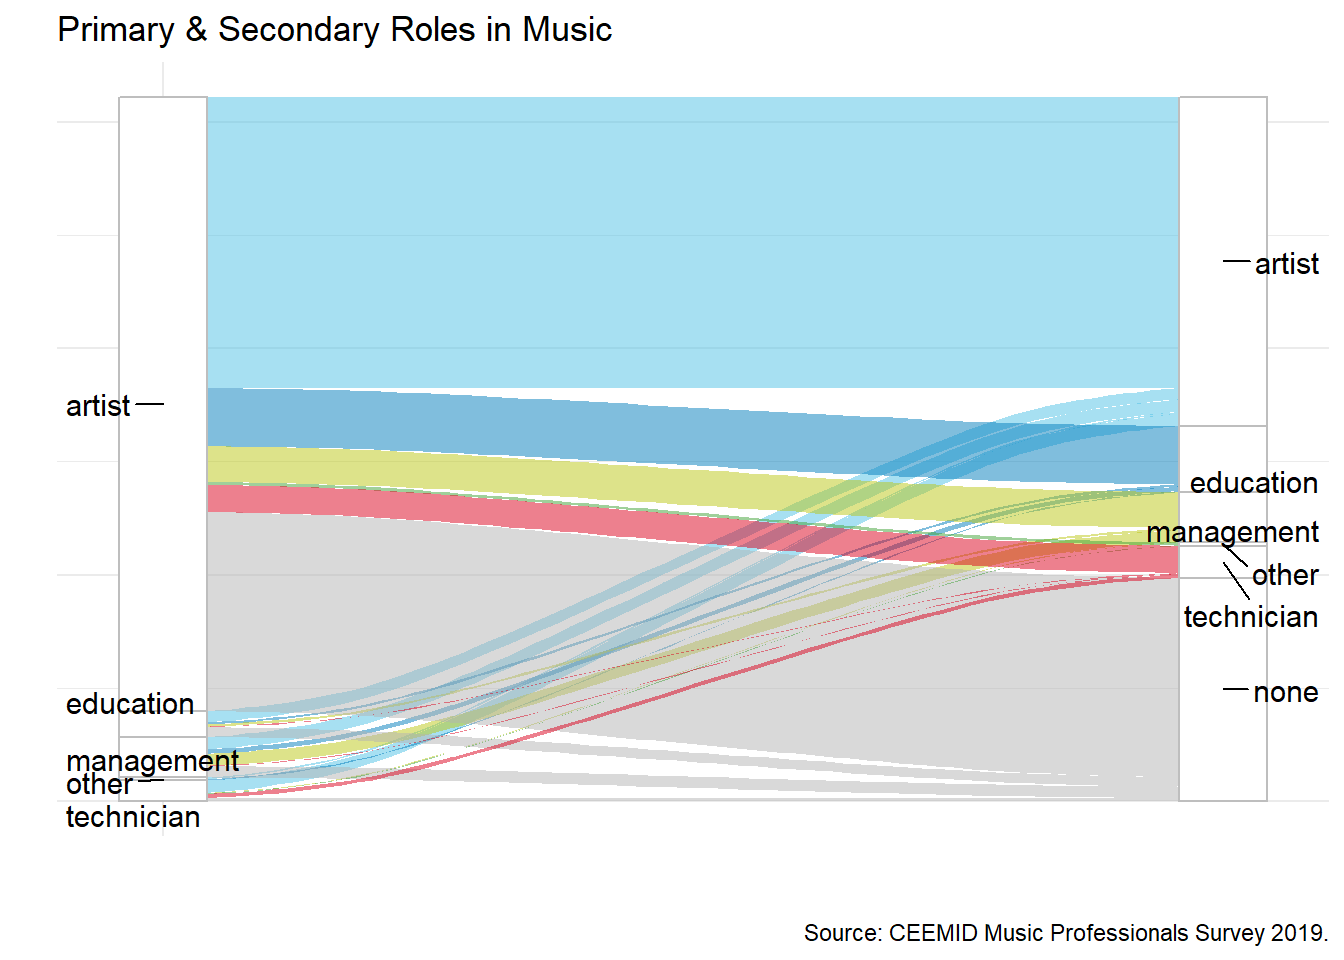 Primary & Secondary Roles in Music
artist
artist
education
management
other
technician
none
education
management
other
technician
Source: CEEMID Music Professionals Survey 2019.